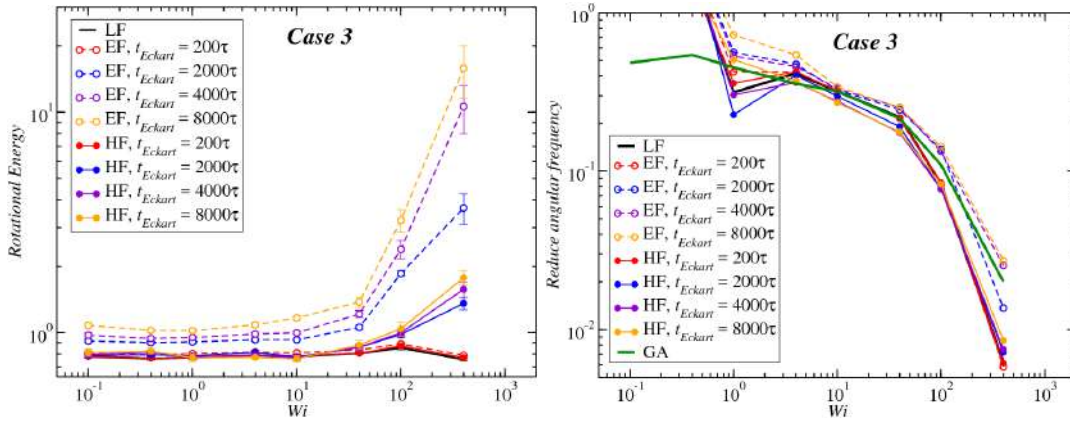 Case 3
LF
EF, t_Eckart = 200τ
EF, t_Eckart = 2000τ
EF, t_Eckart = 4000τ
EF, t_Eckart = 8000τ
HF, t_Eckart = 200τ
HF, t_Eckart = 2000τ
HF, t_Eckart = 4000τ
HF, t_Eckart = 8000τ
Rotational Energy
10^1
10^0
10^-1 10^0 10^1 10^2 10^3
Wi
Case 3
LF
EF, t_Eckart = 200τ
EF, t_Eckart = 2000τ
EF, t_Eckart = 4000τ
EF, t_Eckart = 8000τ
HF, t_Eckart = 200τ
HF, t_Eckart = 2000τ
HF, t_Eckart = 4000τ
HF, t_Eckart = 8000τ
GA
Reduce angular frequency
10^0
10^-1
10^-2
10^-1 10^0 10^1 10^2 10^3
Wi